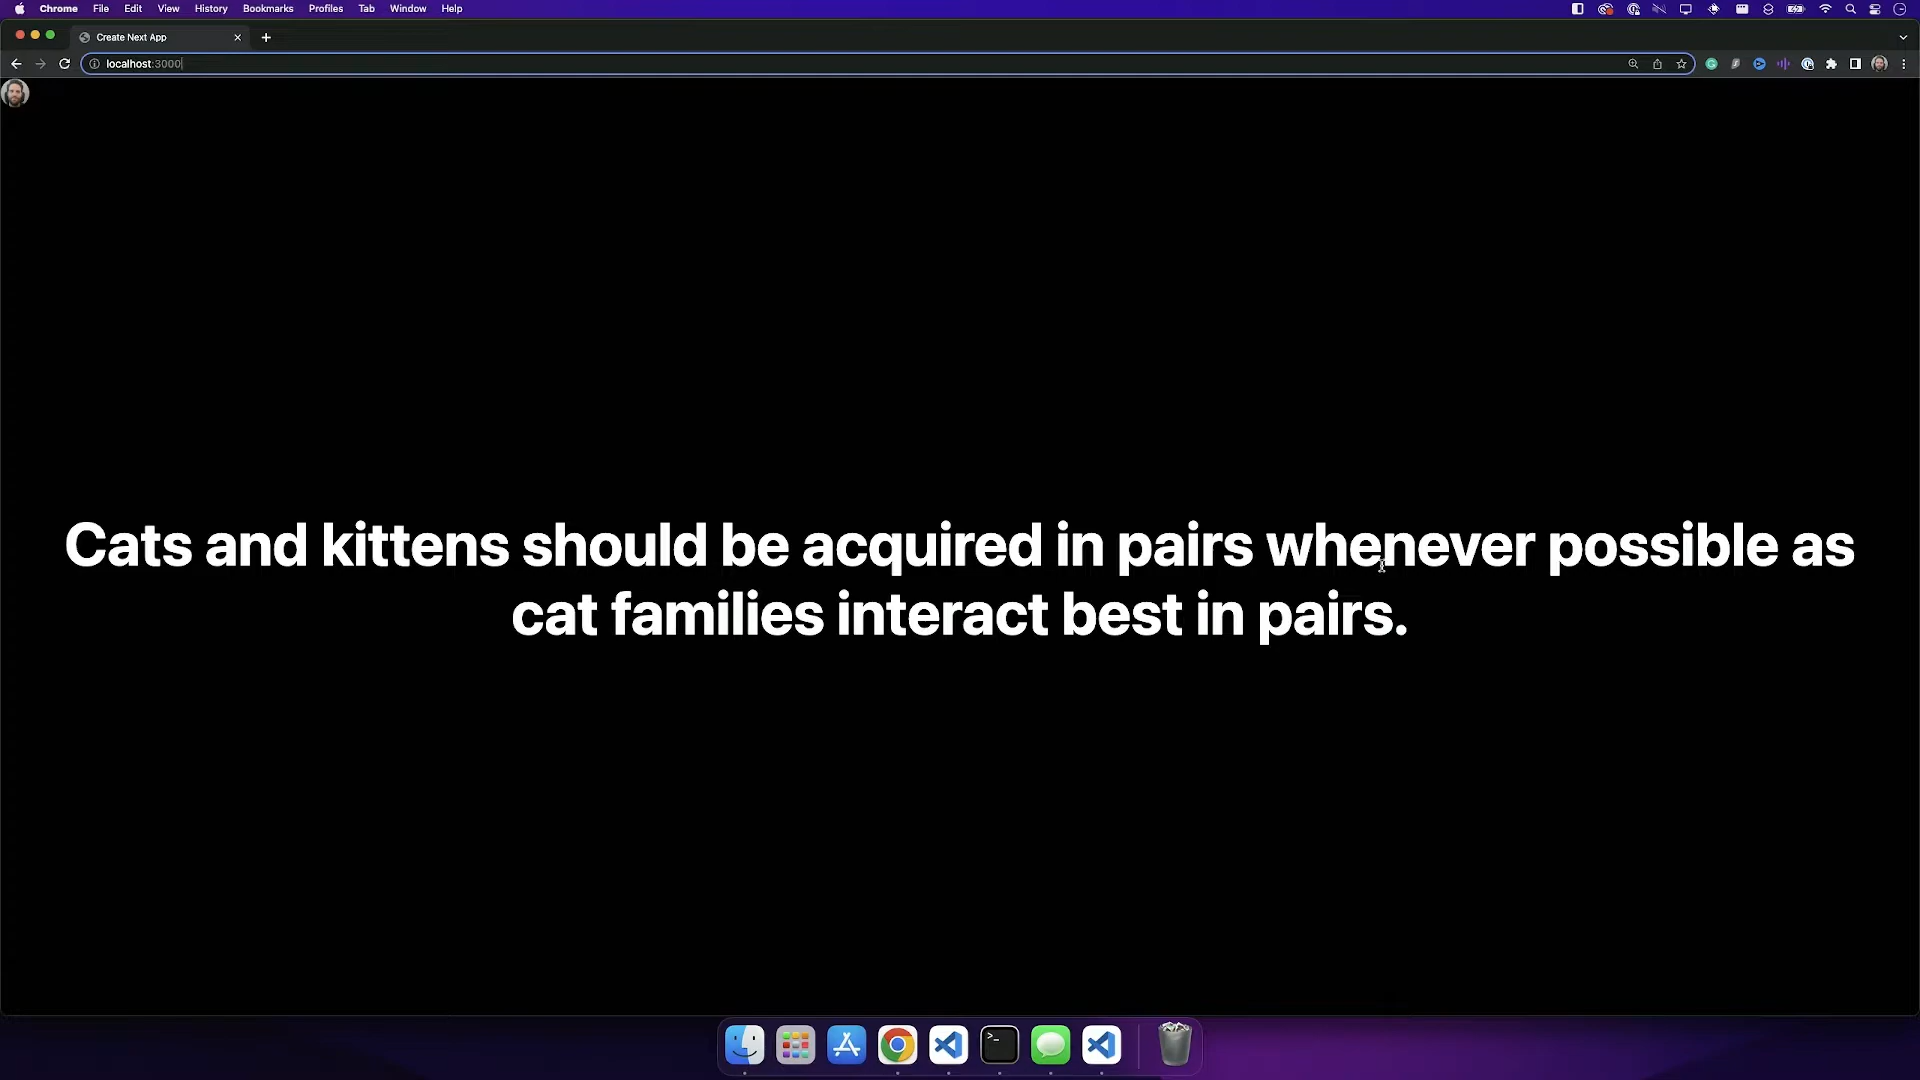 Chrome File Edit View History Bookmarks Profiles Tab Window Help
Create Next App
localhost:3000
Cats and kittens should be acquired in pairs whenever possible as
cat families interact best in pairs.